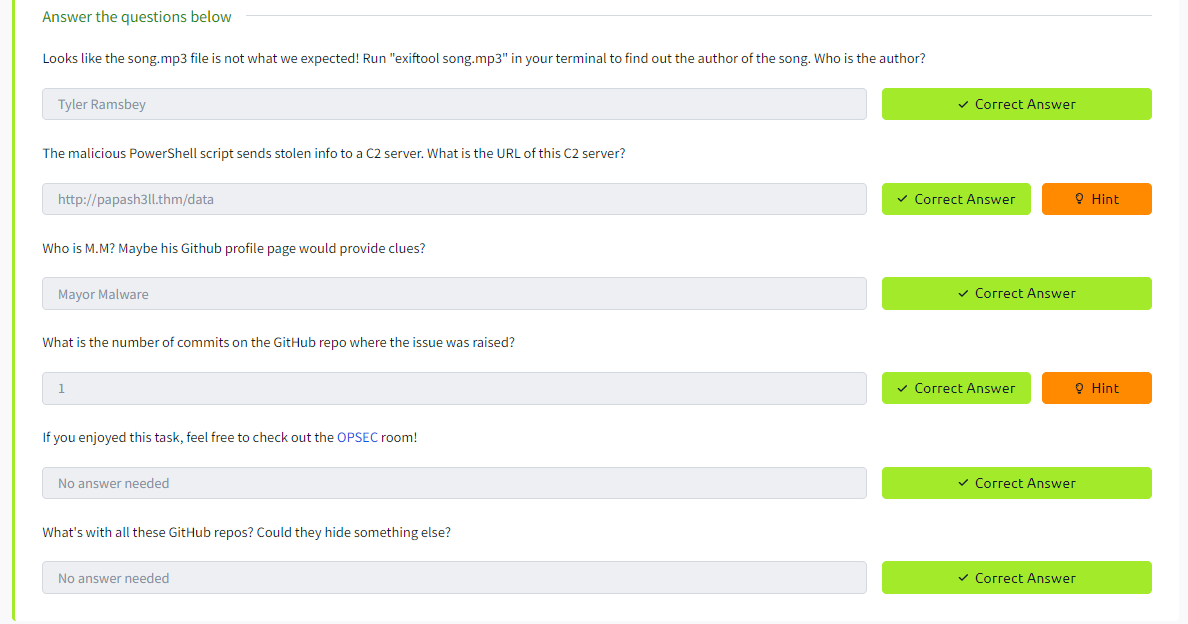 Answer the questions below
Looks like the song.mp3 file is not what we expected! Run "exiftool song.mp3" in your terminal to find out the author of the song. Who is the author?
Tyler Ramsbey
✓ Correct Answer
The malicious PowerShell script sends stolen info to a C2 server. What is the URL of this C2 server?
http://papash3ll.thm/data
✓ Correct Answer
Hint
Who is M.M? Maybe his Github profile page would provide clues?
Mayor Malware
✓ Correct Answer
What is the number of commits on the GitHub repo where the issue was raised?
1
✓ Correct Answer
Hint
If you enjoyed this task, feel free to check out the OPSEC room!
No answer needed
✓ Correct Answer
What's with all these GitHub repos? Could they hide something else?
No answer needed
✓ Correct Answer